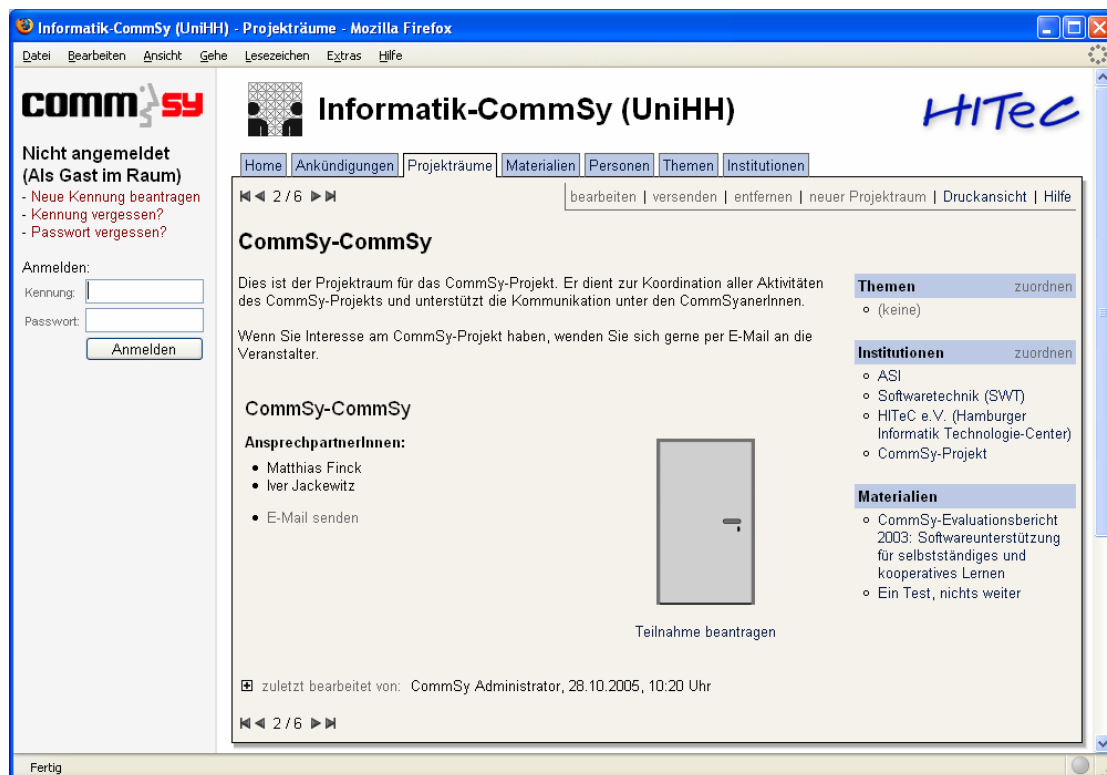 Informatik-CommSy (UniHH) - Projekträume - Mozilla Firefox
Datei Bearbeiten Ansicht Gehe Lesezeichen Extras Hilfe
commsy
Nicht angemeldet
(Als Gast im Raum)
- Neue Kennung beantragen
- Kennung vergessen?
- Passwort vergessen?
Anmelden:
Kennung:
Passwort:
Anmelden
Informatik-CommSy (UniHH)
HITeC
Home Ankündigungen Projekträume Materialien Personen Themen Institutionen
2 / 6
bearbeiten | versenden | entfernen | neuer Projektraum | Druckansicht | Hilfe
CommSy-CommSy
Dies ist der Projektraum für das CommSy-Projekt. Er dient zur Koordination aller Aktivitäten
des CommSy-Projekts und unterstützt die Kommunikation unter den CommSyanerInnen.
Wenn Sie Interesse am CommSy-Projekt haben, wenden Sie sich gerne per E-Mail an die
Veranstalter.
CommSy-CommSy
AnsprechpartnerInnen:
Matthias Finck
Iver Jackewitz
E-Mail senden
Teilnahme beantragen
Themen zuordnen
(keine)
Institutionen zuordnen
ASI
Softwaretechnik (SWT)
HITeC e.V. (Hamburger
Informatik Technologie-Center)
CommSy-Projekt
Materialien
CommSy-Evaluationsbericht
2003: Softwareunterstützung
für selbstständiges und
kooperatives Lernen
Ein Test, nichts weiter
zuletzt bearbeitet von: CommSy Administrator, 28.10.2005, 10:20 Uhr
2 / 6
Fertig